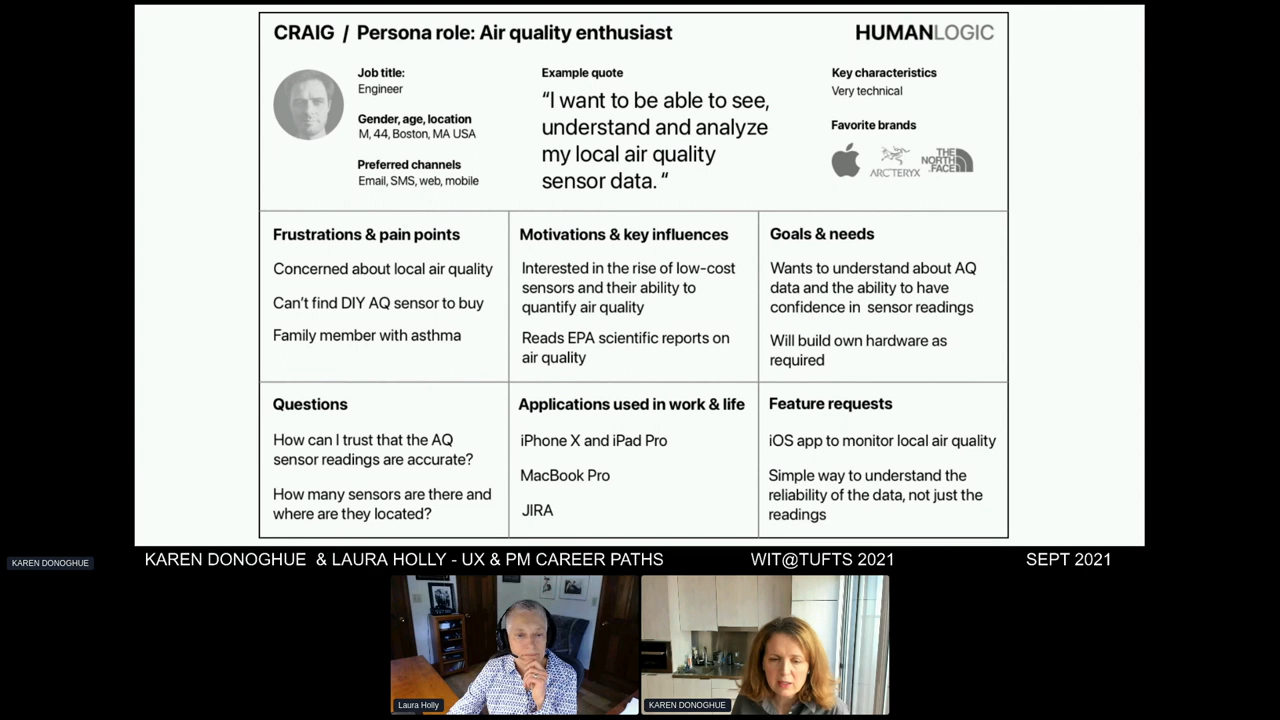 CRAIG / Persona role: Air quality enthusiast
HUMANLOGIC
Job title:
Engineer
Gender, age, location
M, 44, Boston, MA USA
Preferred channels
Email, SMS, web, mobile
Example quote
“I want to be able to see,
understand and analyze
my local air quality
sensor data. “
Key characteristics
Very technical
Favorite brands
ARC'TERYX
THE
NORTH
FACE
Frustrations & pain points
Concerned about local air quality
Can’t find DIY AQ sensor to buy
Family member with asthma
Motivations & key influences
Interested in the rise of low-cost
sensors and their ability to
quantify air quality
Reads EPA scientific reports on
air quality
Goals & needs
Wants to understand about AQ
data and the ability to have
confidence in  sensor readings
Will build own hardware as
required
Questions
How can I trust that the AQ
sensor readings are accurate?
How many sensors are there and
where are they located?
Applications used in work & life
iPhone X and iPad Pro
MacBook Pro
JIRA
Feature requests
iOS app to monitor local air quality
Simple way to understand the
reliability of the data, not just the
readings
KAREN DONOGHUE
KAREN DONOGHUE  & LAURA HOLLY - UX & PM CAREER PATHS
WIT@TUFTS 2021
SEPT 2021
Laura Holly
KAREN DONOGHUE